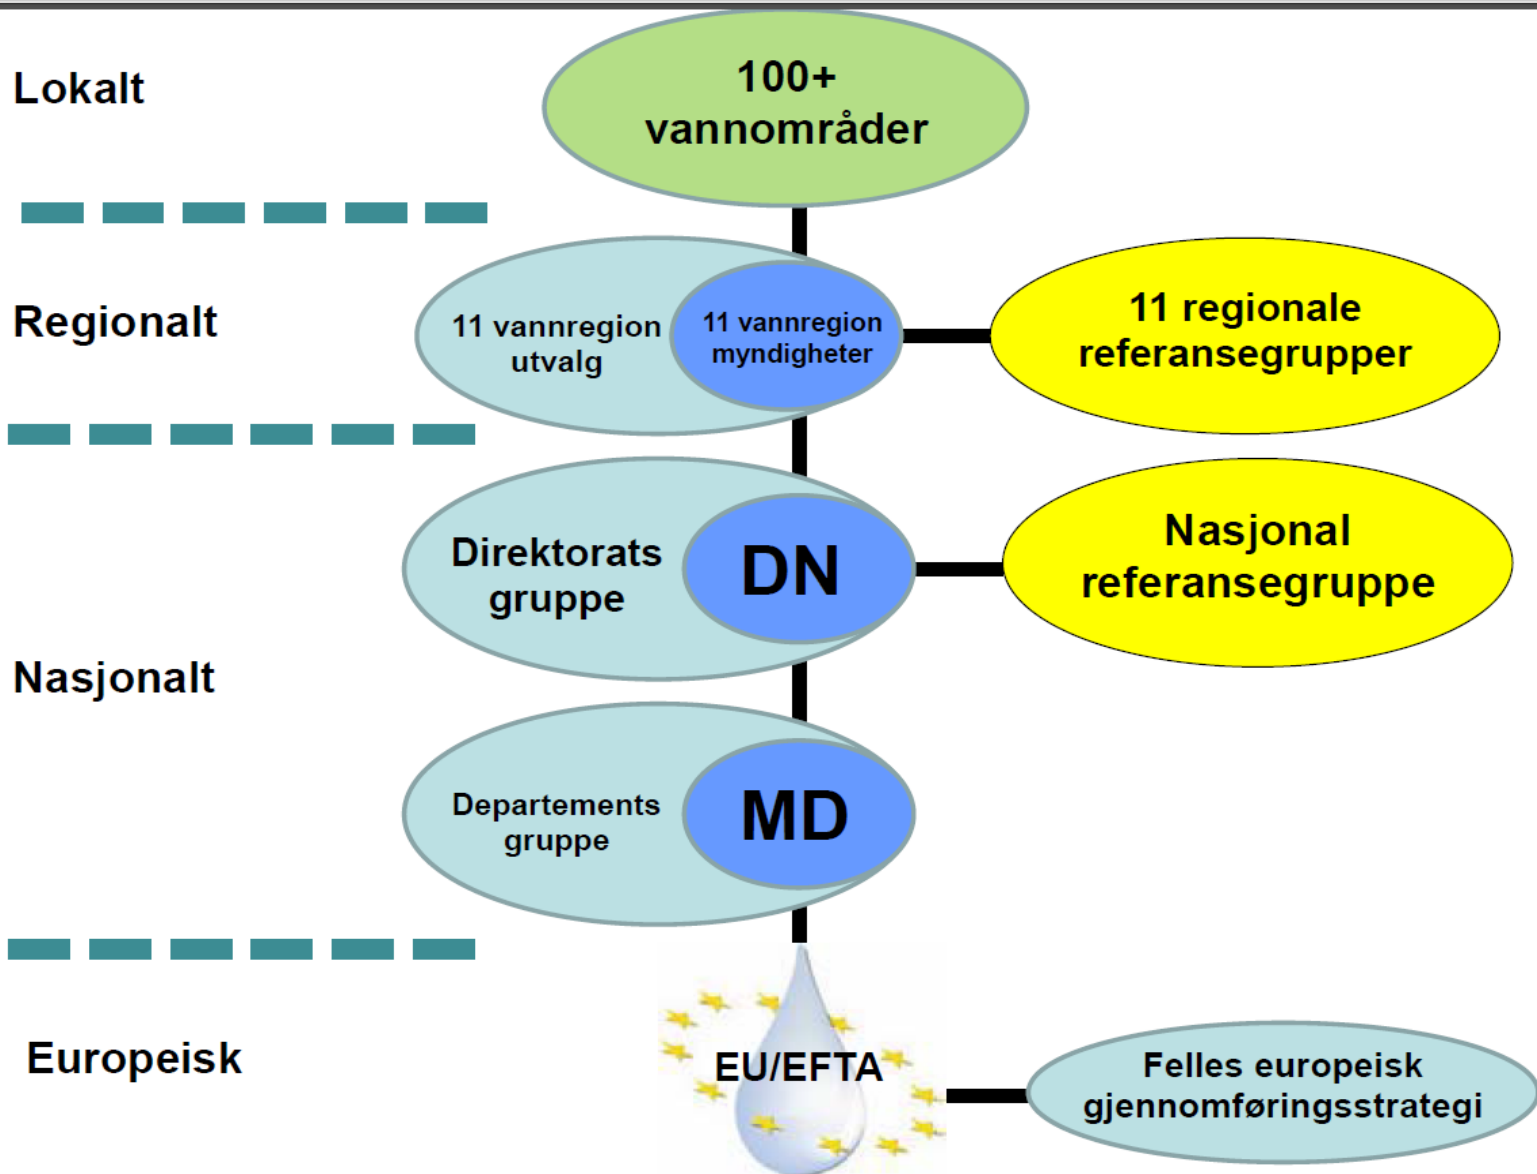 Lokalt
100+
vannområder
Regionalt
11 vannregion
utvalg
11 vannregion
myndigheter
11 regionale
referansegrupper
Nasjonalt
Direktorats
gruppe
DN
Nasjonal
referansegruppe
Departements
gruppe
MD
Europeisk
EU/EFTA
Felles europeisk
gjennomføringsstrategi